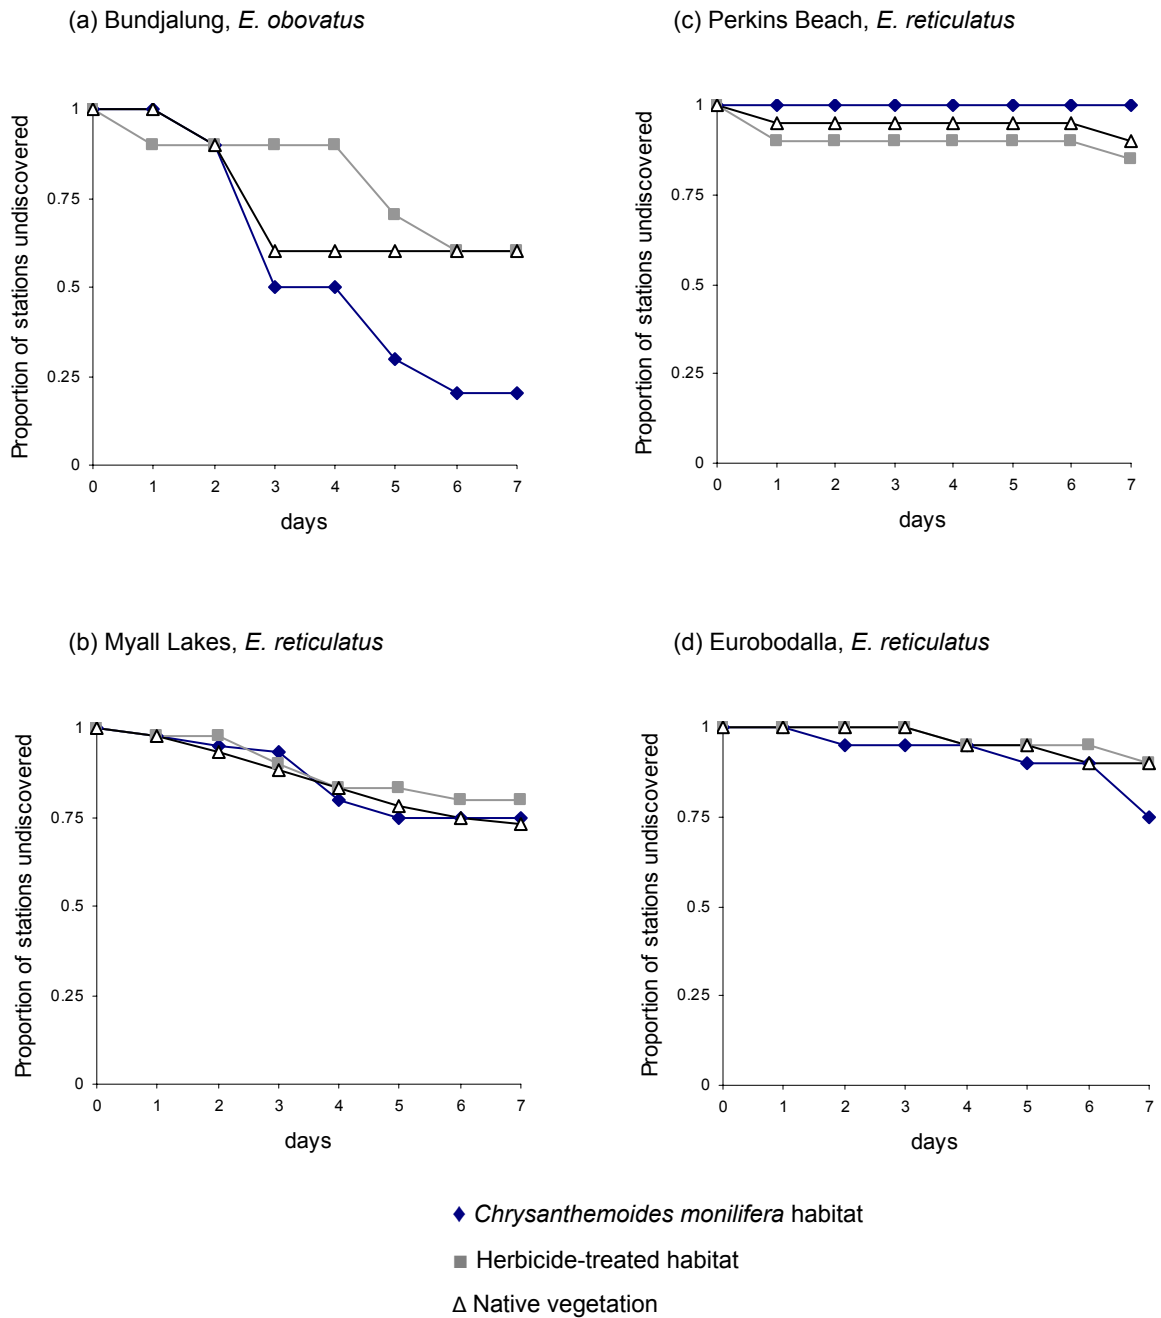 (a) Bundjalung, E. obovatus
Proportion of stations undiscovered
1
0.75
0.5
0.25
0
0 1 2 3 4 5 6 7
days
(c) Perkins Beach, E. reticulatus
Proportion of stations undiscovered
1
0.75
0.5
0.25
0
0 1 2 3 4 5 6 7
days
(b) Myall Lakes, E. reticulatus
Proportion of stations undiscovered
1
0.75
0.5
0.25
0
0 1 2 3 4 5 6 7
days
(d) Eurobodalla, E. reticulatus
Proportion of stations undiscovered
1
0.75
0.5
0.25
0
0 1 2 3 4 5 6 7
days
Chrysanthemoides monilifera habitat
Herbicide-treated habitat
Native vegetation